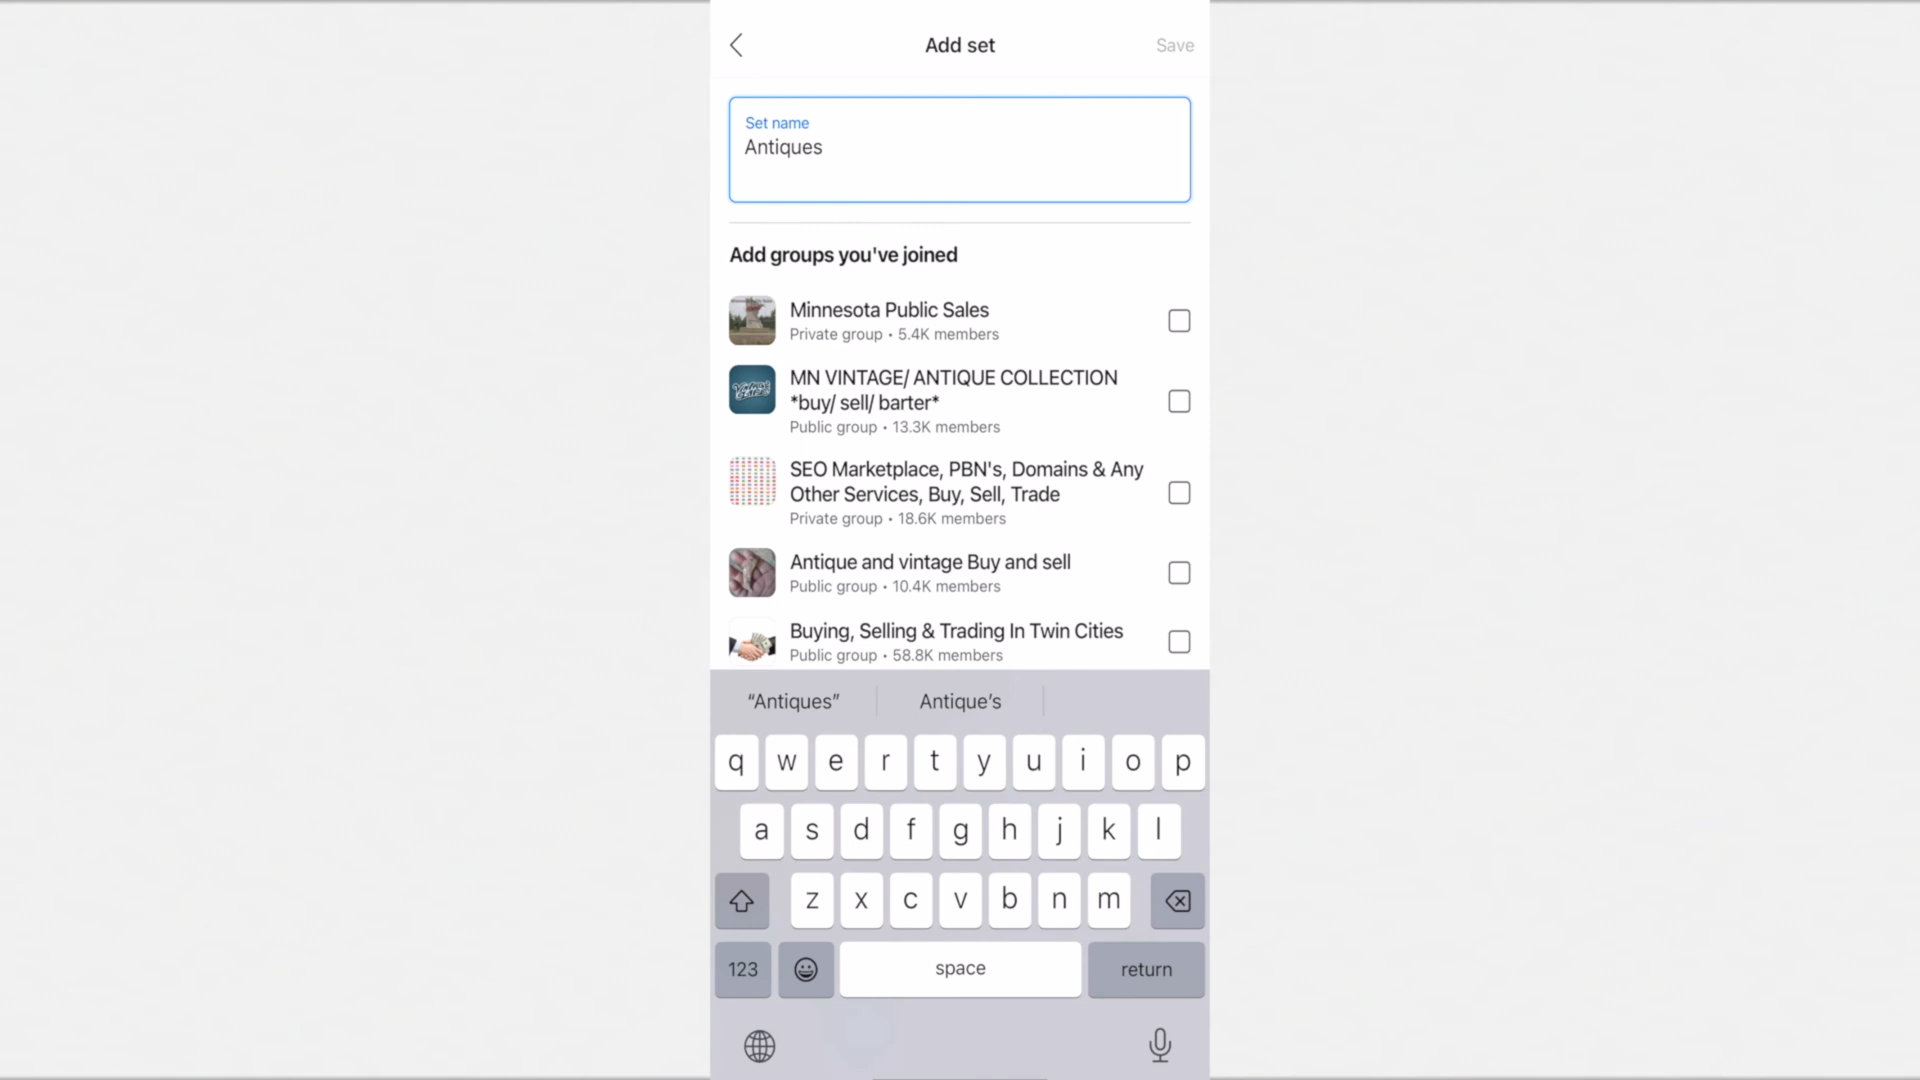 Add set
Save
Set name
Antiques
Add groups you've joined
Minnesota Public Sales
Private group • 5.4K members
MN VINTAGE/ ANTIQUE COLLECTION
*buy/ sell/ barter*
Public group • 13.3K members
SEO Marketplace, PBN's, Domains & Any
Other Services, Buy, Sell, Trade
Private group • 18.6K members
Antique and vintage Buy and sell
Public group • 10.4K members
Buying, Selling & Trading In Twin Cities
Public group • 58.8K members
“Antiques” Antique’s
q w e r t y u i o p
a s d f g h j k l
z x c v b n m
123 space return